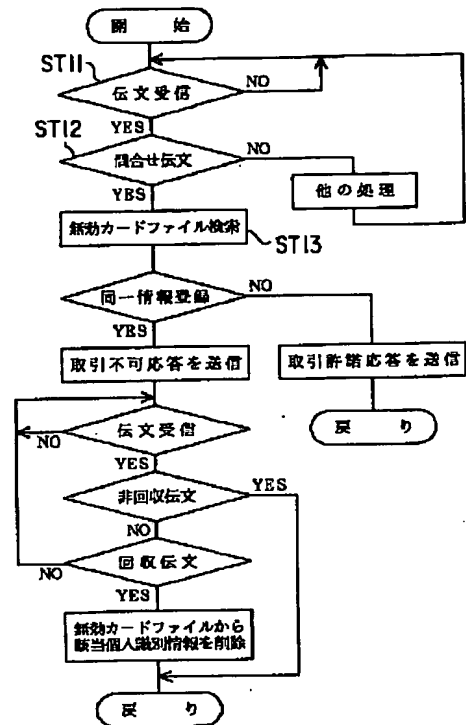 開 始
ST11
伝文受信
NO
YES
ST12
問合せ伝文
NO
YES
他の処理
無効カードファイル検索
ST13
同一情報登録
NO
YES
取引不可応答を送信
取引許諾応答を送信
戻 り
伝文受信
NO
YES
非回収伝文
YES
NO
回収伝文
NO
YES
無効カードファイルから
該当個人識別情報を削除
戻 り